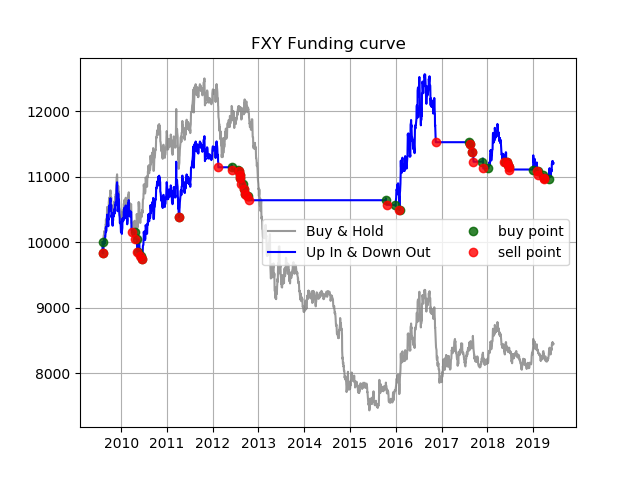 FXY Funding curve
12000
11000
10000
9000
8000
Buy & Hold
Up In & Down Out
buy point
sell point
2010 2011 2012 2013 2014 2015 2016 2017 2018 2019